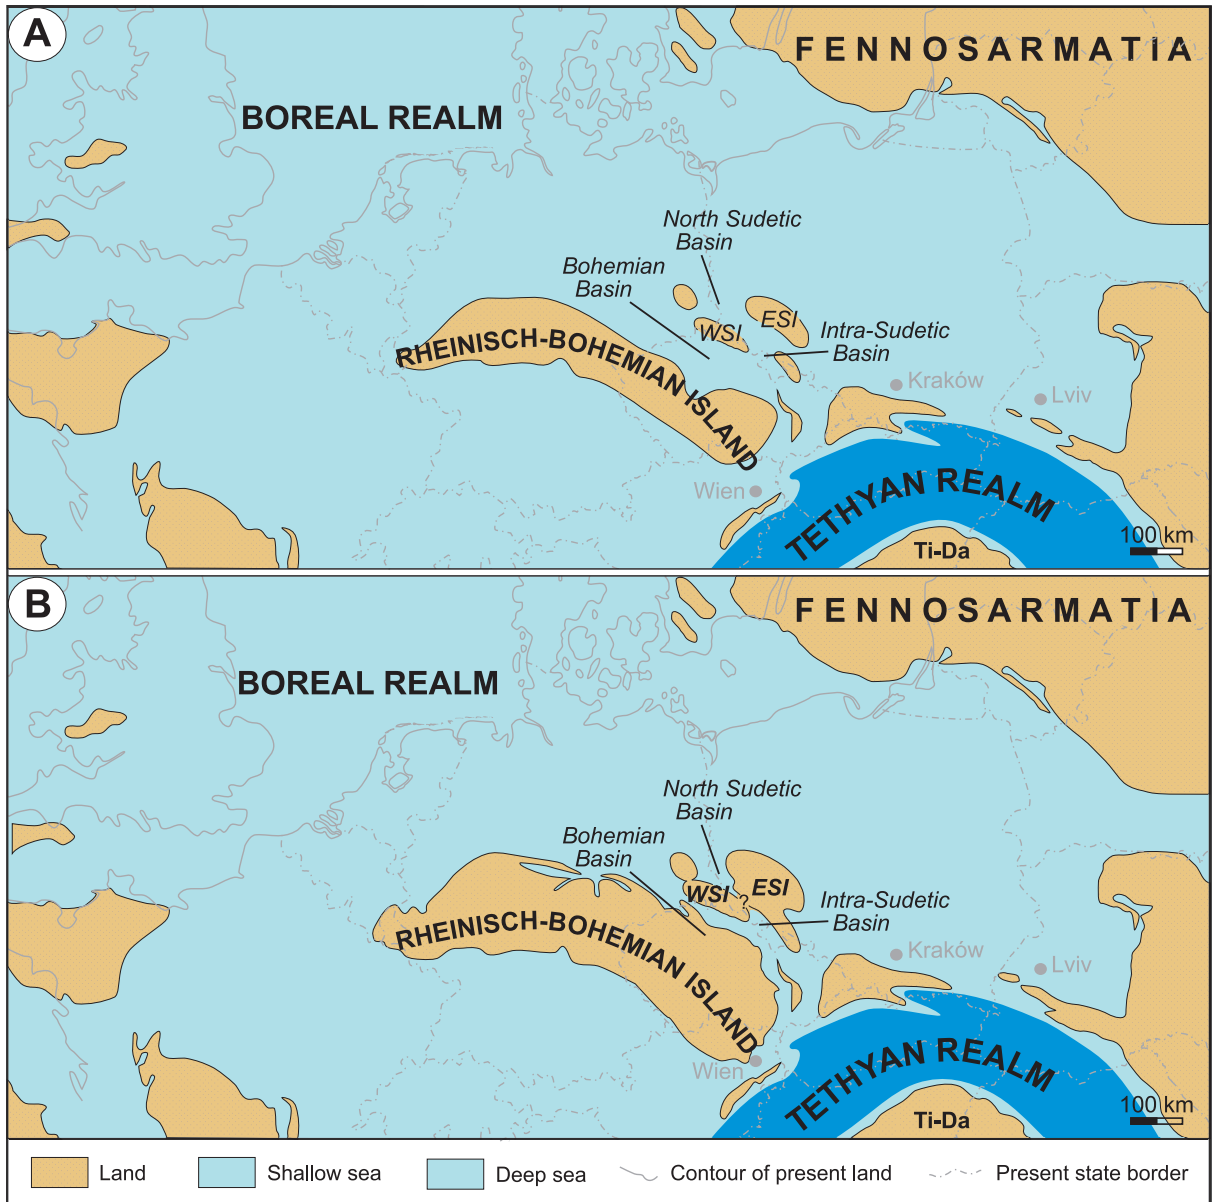 A
FENNOSARMATIA
BOREAL REALM
North Sudetic
Basin
Bohemian
Basin
WSI
ESI
Intra-Sudetic
Basin
RHEINISCH-BOHEMIAN ISLAND
Kraków
Lviv
Wien
TETHYAN REALM
Ti-Da
100 km
B
FENNOSARMATIA
BOREAL REALM
North Sudetic
Basin
Bohemian
Basin
WSI
?
ESI
Intra-Sudetic
Basin
RHEINISCH-BOHEMIAN ISLAND
Kraków
Lviv
Wien
TETHYAN REALM
Ti-Da
100 km
Land
Shallow sea
Deep sea
Contour of present land
Present state border